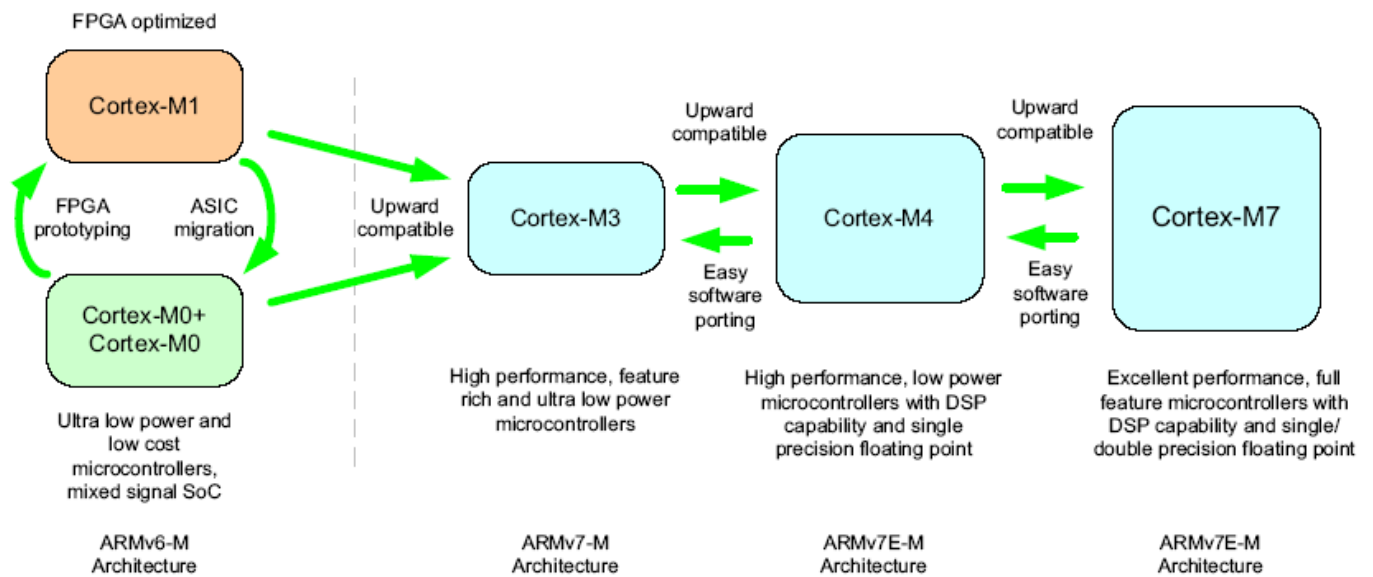 FPGA optimized
Cortex-M1
FPGA
prototyping
ASIC
migration
Cortex-M0+
Cortex-M0
Ultra low power and
low cost
microcontrollers,
mixed signal SoC
ARMv6-M
Architecture
Upward
compatible
Cortex-M3
High performance, feature
rich and ultra low power
microcontrollers
ARMv7-M
Architecture
Upward
compatible
Easy
software
porting
Cortex-M4
High performance, low power
microcontrollers with DSP
capability and single
precision floating point
ARMv7E-M
Architecture
Upward
compatible
Easy
software
porting
Cortex-M7
Excellent performance, full
feature microcontrollers with
DSP capability and single/
double precision floating point
ARMv7E-M
Architecture